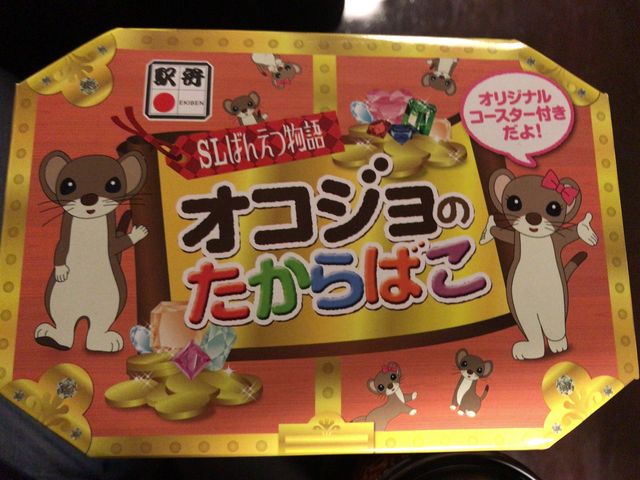 駅弁
EKIBEN
SLばんえつ物語
オコジョの
たからばこ
オリジナル
コースター付き
だよ!